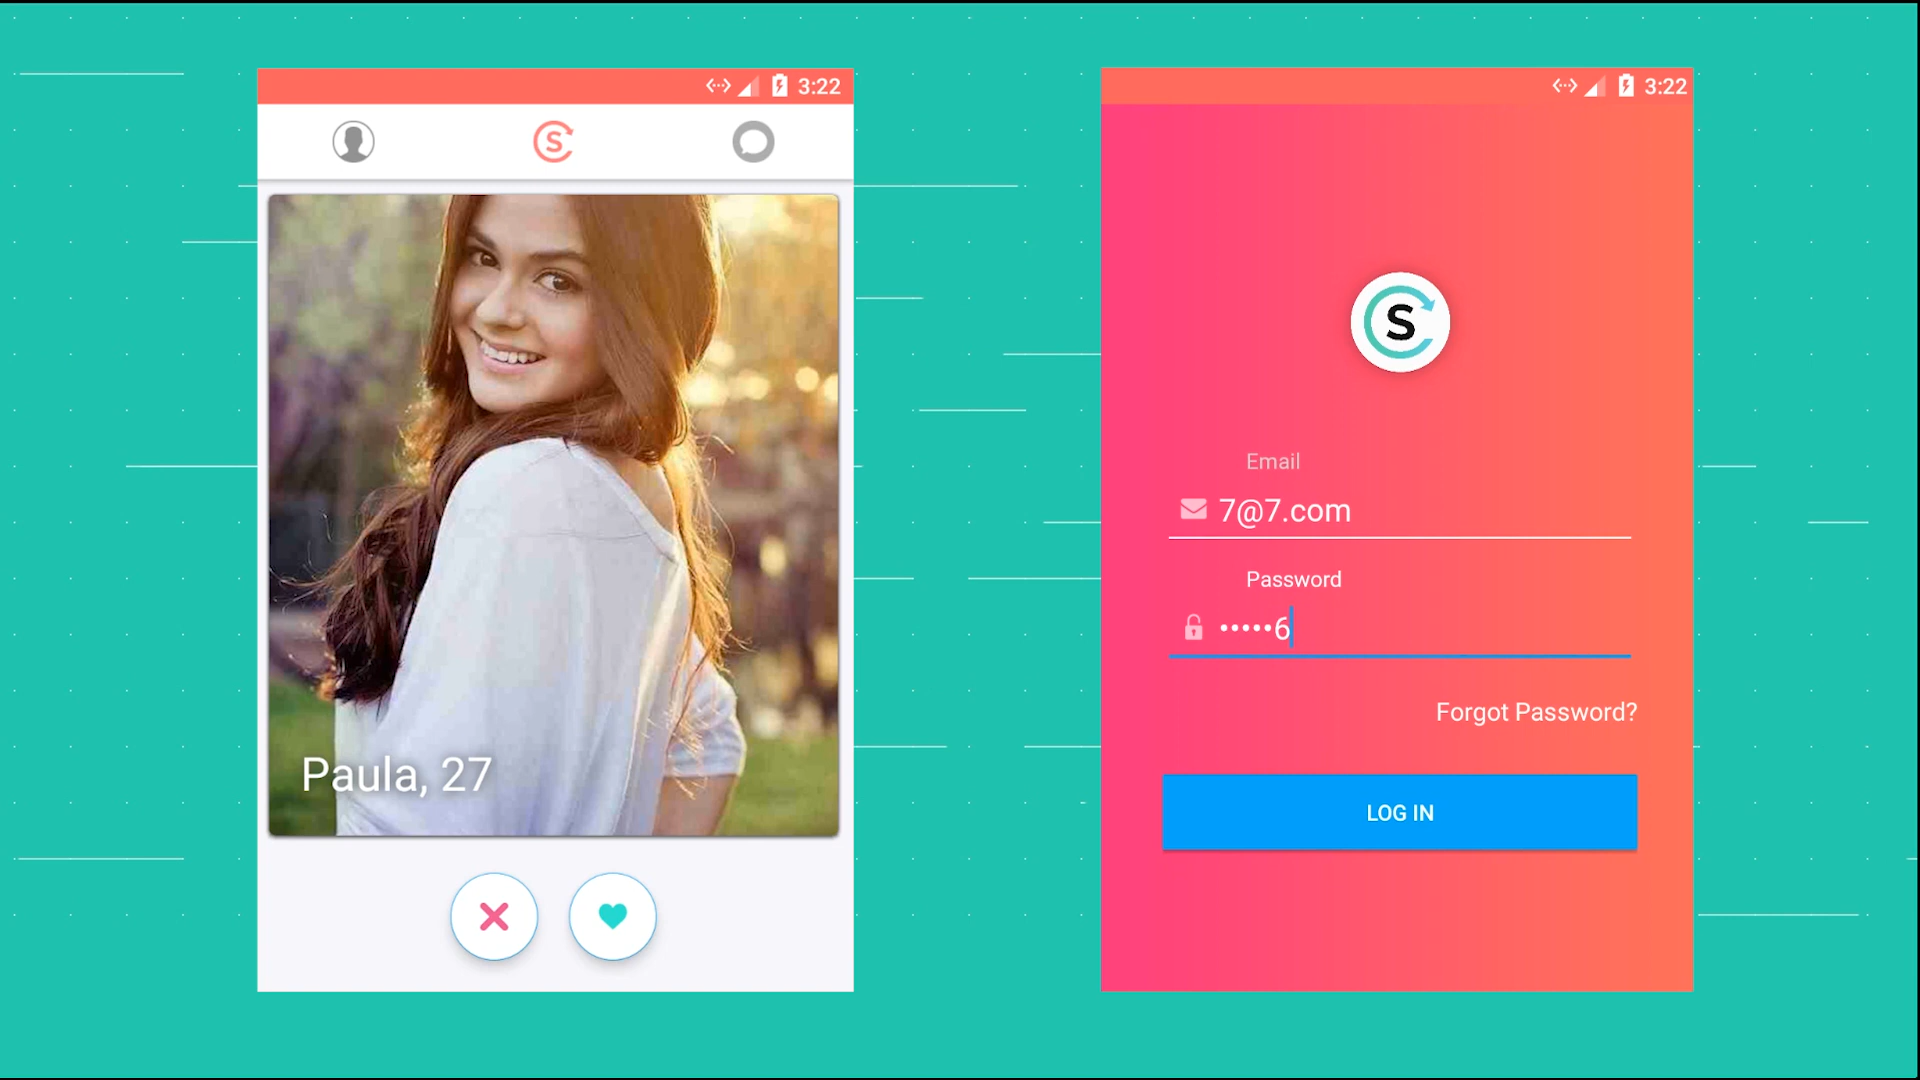 3:22
S
Paula, 27
3:22
S
Email
7@7.com
Password
•••••6
Forgot Password?
LOG IN